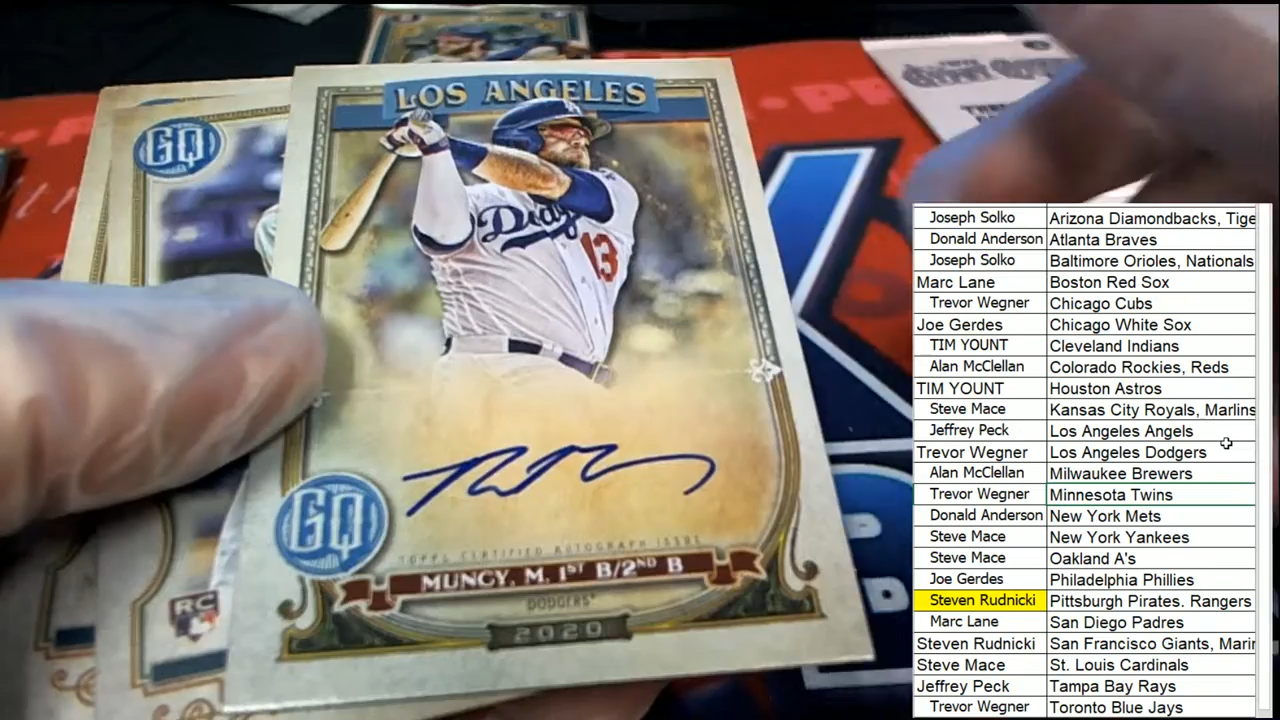 LOS ANGELES
GQ
Dodg
13
GQ
TOPPS CERTIFIED AUTOGRAPH ISSUE
MUNCY, M. 1ST B/2ND B
DODGERS
2020
RC
Joseph Solko Arizona Diamondbacks, Tige
Donald Anderson Atlanta Braves
Joseph Solko Baltimore Orioles, Nationals
Marc Lane Boston Red Sox
Trevor Wegner Chicago Cubs
Joe Gerdes Chicago White Sox
TIM YOUNT Cleveland Indians
Alan McClellan Colorado Rockies, Reds
TIM YOUNT Houston Astros
Steve Mace Kansas City Royals, Marlins
Jeffrey Peck Los Angeles Angels
Trevor Wegner Los Angeles Dodgers
Alan McClellan Milwaukee Brewers
Trevor Wegner Minnesota Twins
Donald Anderson New York Mets
Steve Mace New York Yankees
Steve Mace Oakland A's
Joe Gerdes Philadelphia Phillies
Steven Rudnicki Pittsburgh Pirates. Rangers
Marc Lane San Diego Padres
Steven Rudnicki San Francisco Giants, Marin
Steve Mace St. Louis Cardinals
Jeffrey Peck Tampa Bay Rays
Trevor Wegner Toronto Blue Jays